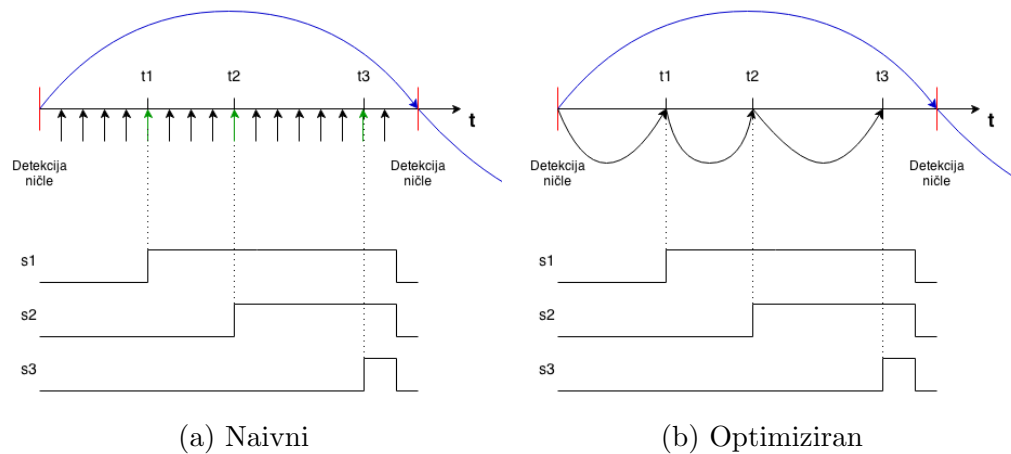 t1 t2 t3
t
Detekcija
ničle
Detekcija
ničle
s1
s2
s3
(a) Naivni
t1 t2 t3
t
Detekcija
ničle
Detekcija
ničle
s1
s2
s3
(b) Optimiziran